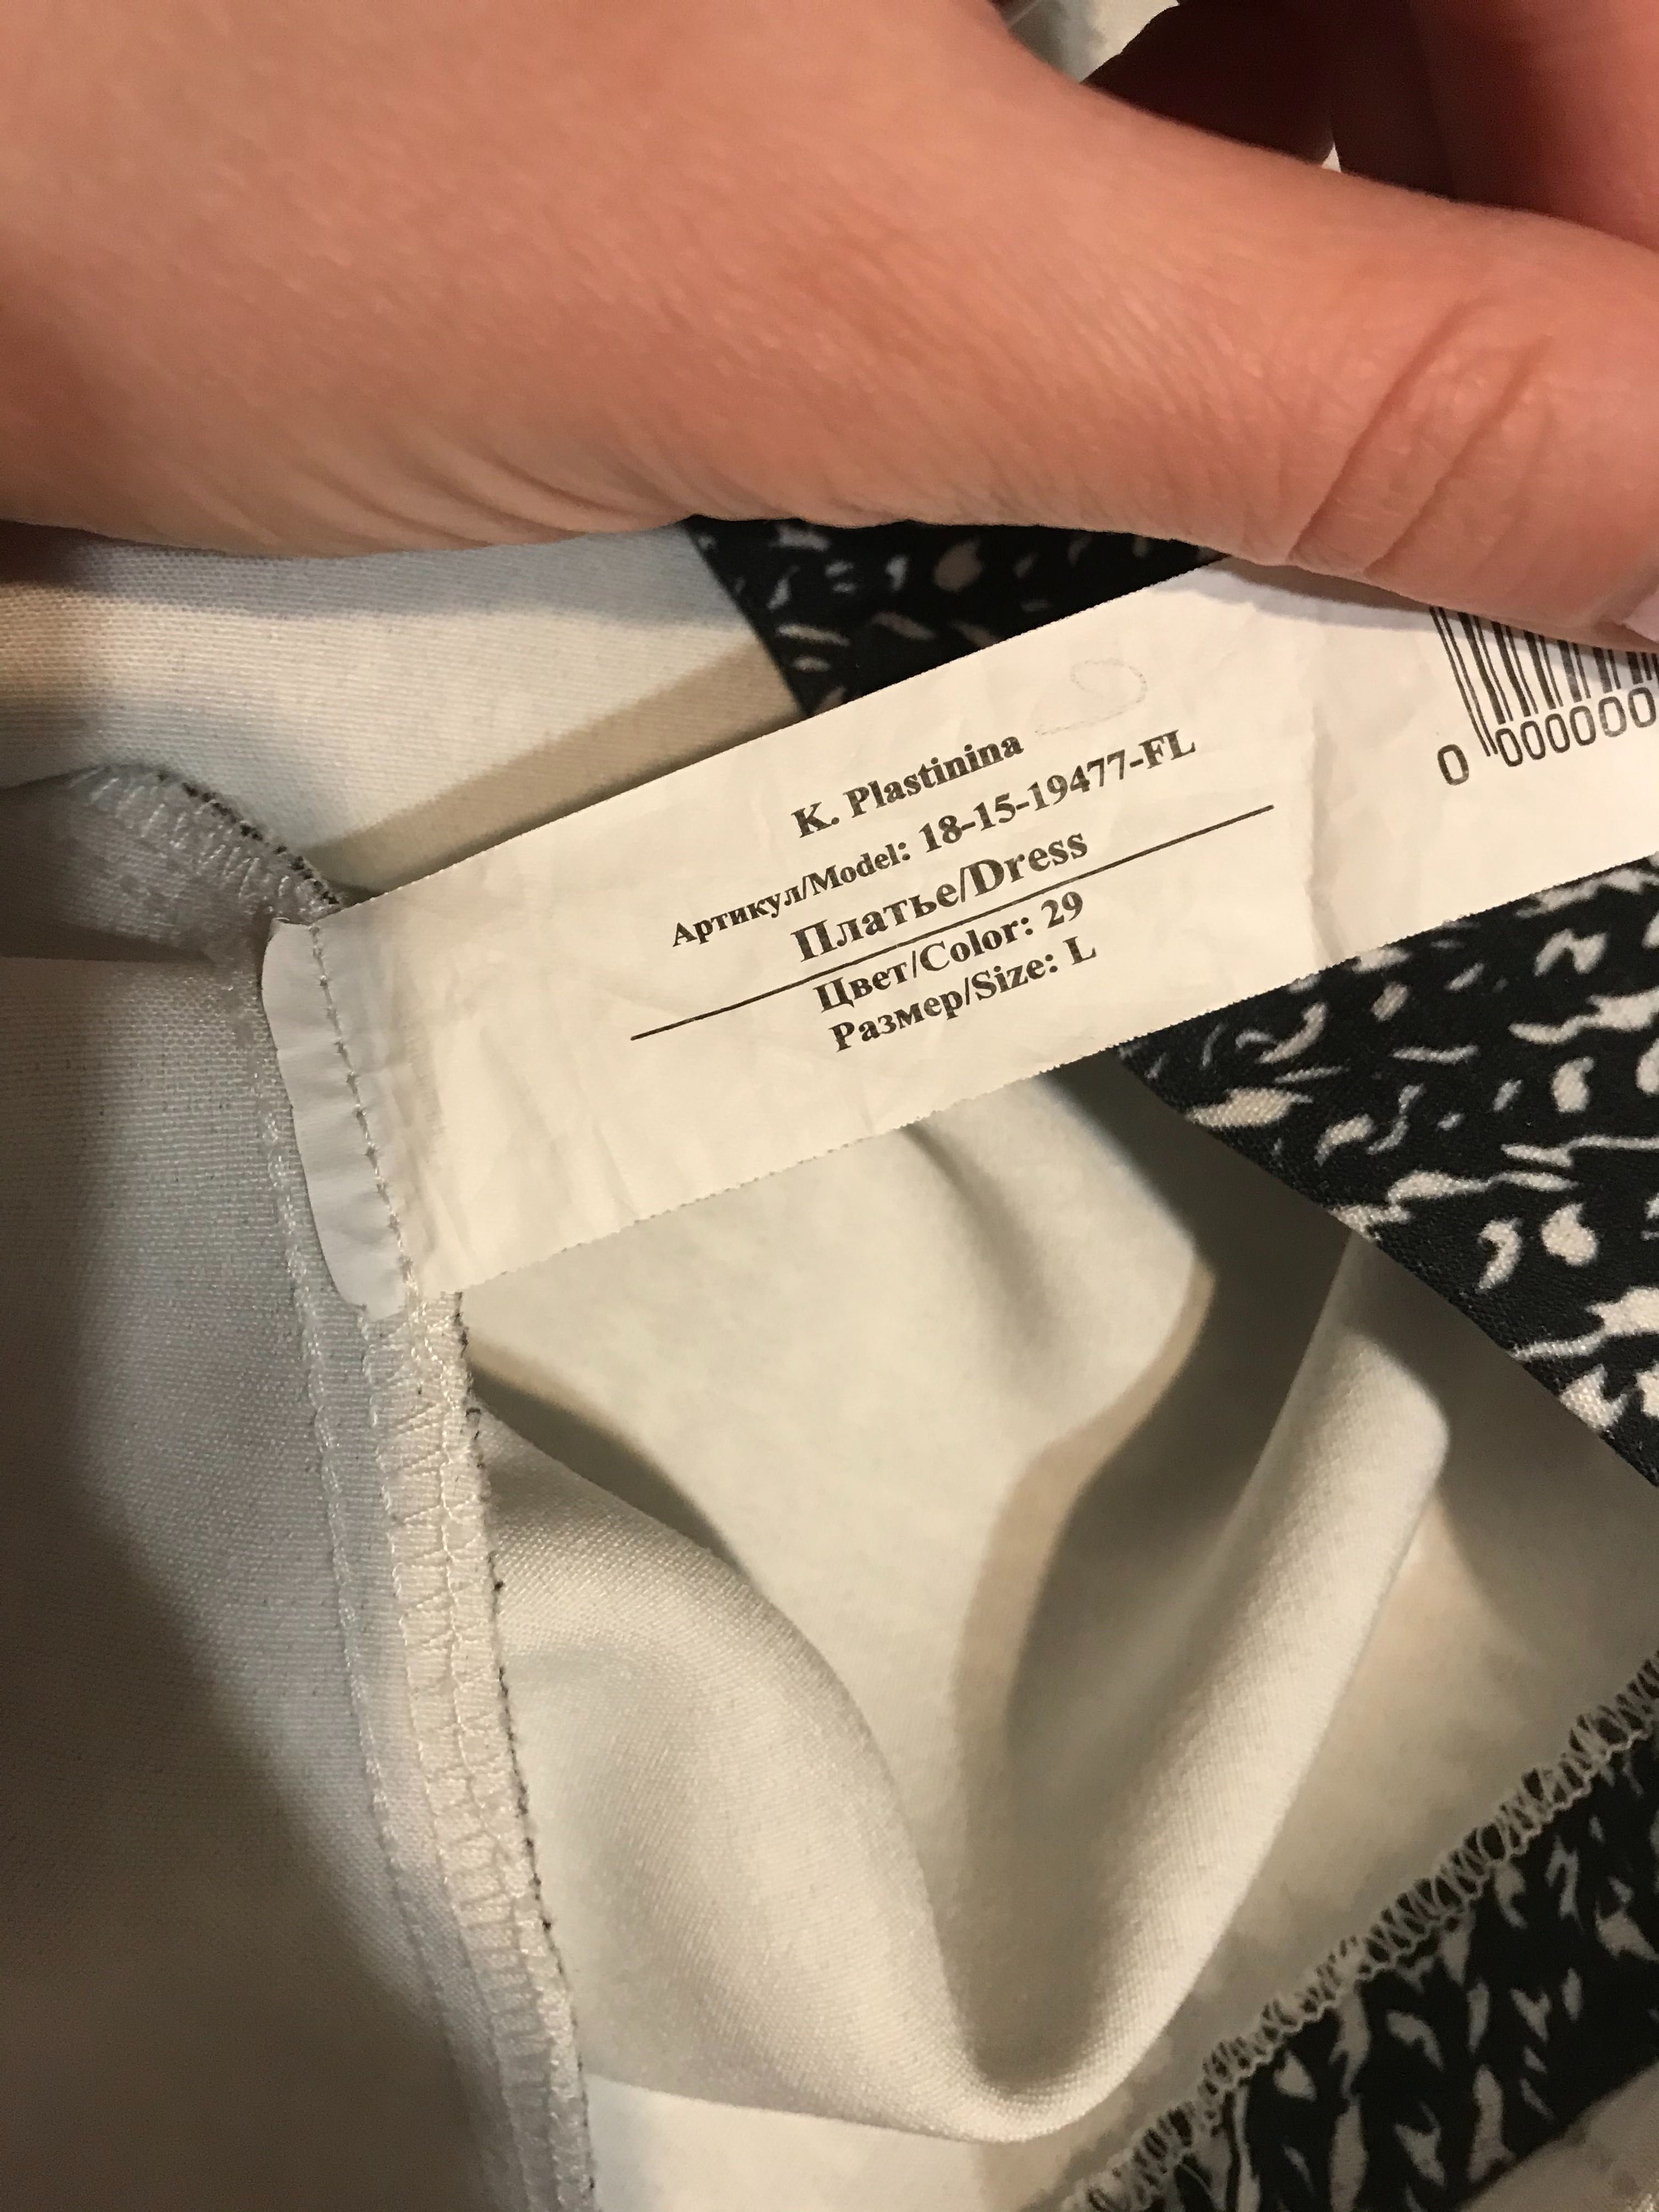 K. Plastinina
Артикул/Model: 18-15-19477-FL
Платье/Dress
Цвет/Color: 29
Размер/Size: L
0 000000